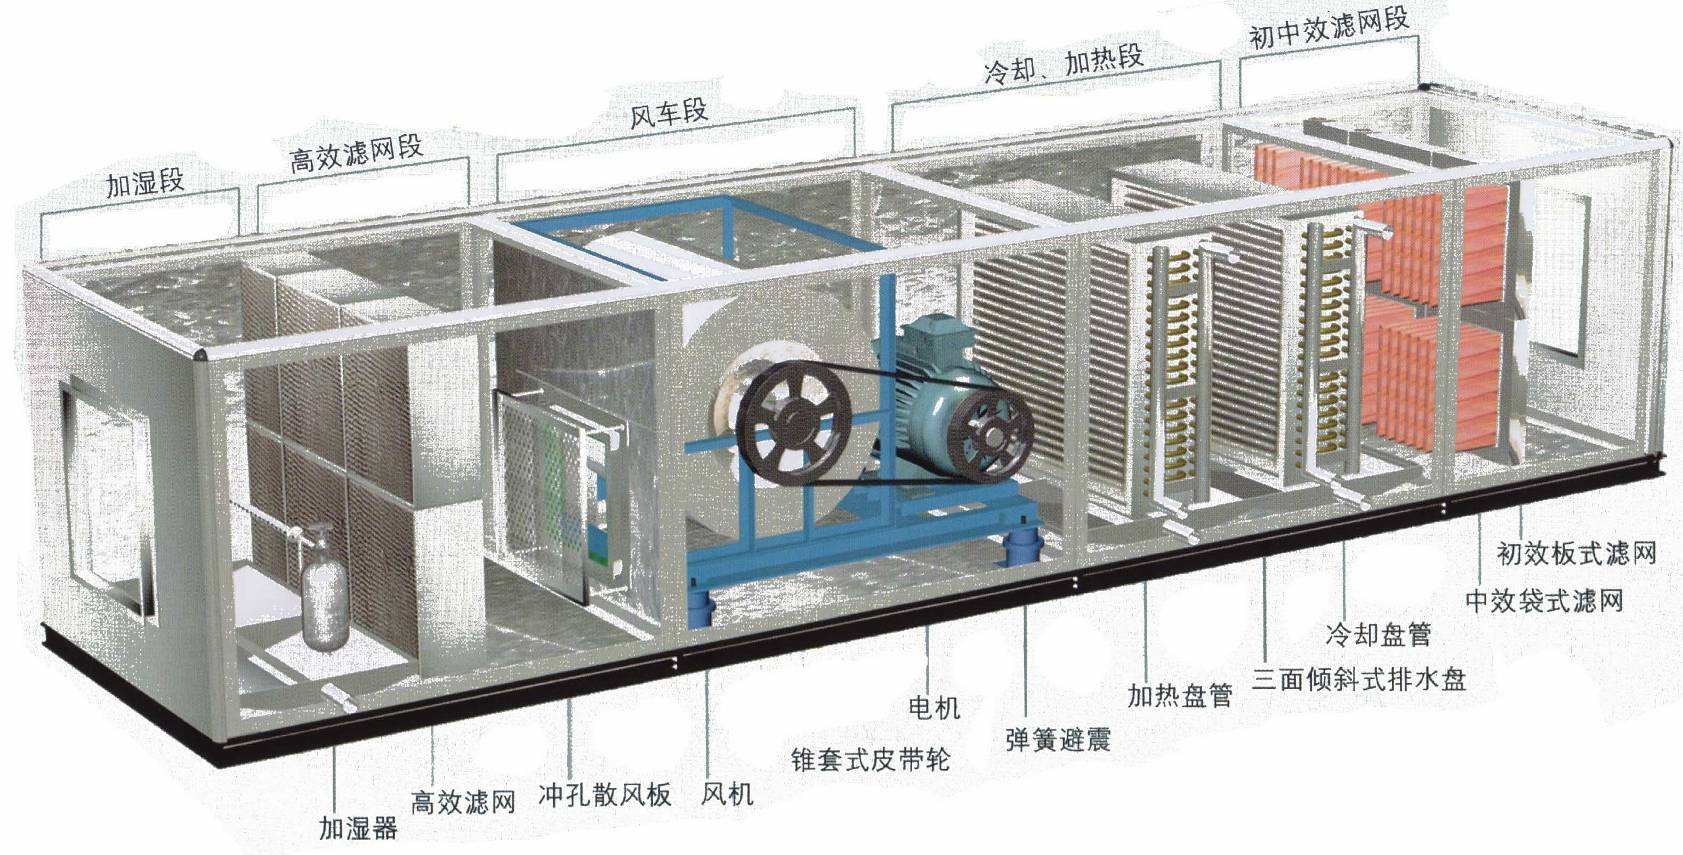 初中效滤网段
冷却、加热段
风车段
高效滤网段
加湿段
初效板式滤网
中效袋式滤网
冷却盘管
三面倾斜式排水盘
加热盘管
电机
弹簧避震
锥套式皮带轮
风机
冲孔散风板
高效滤网
加湿器